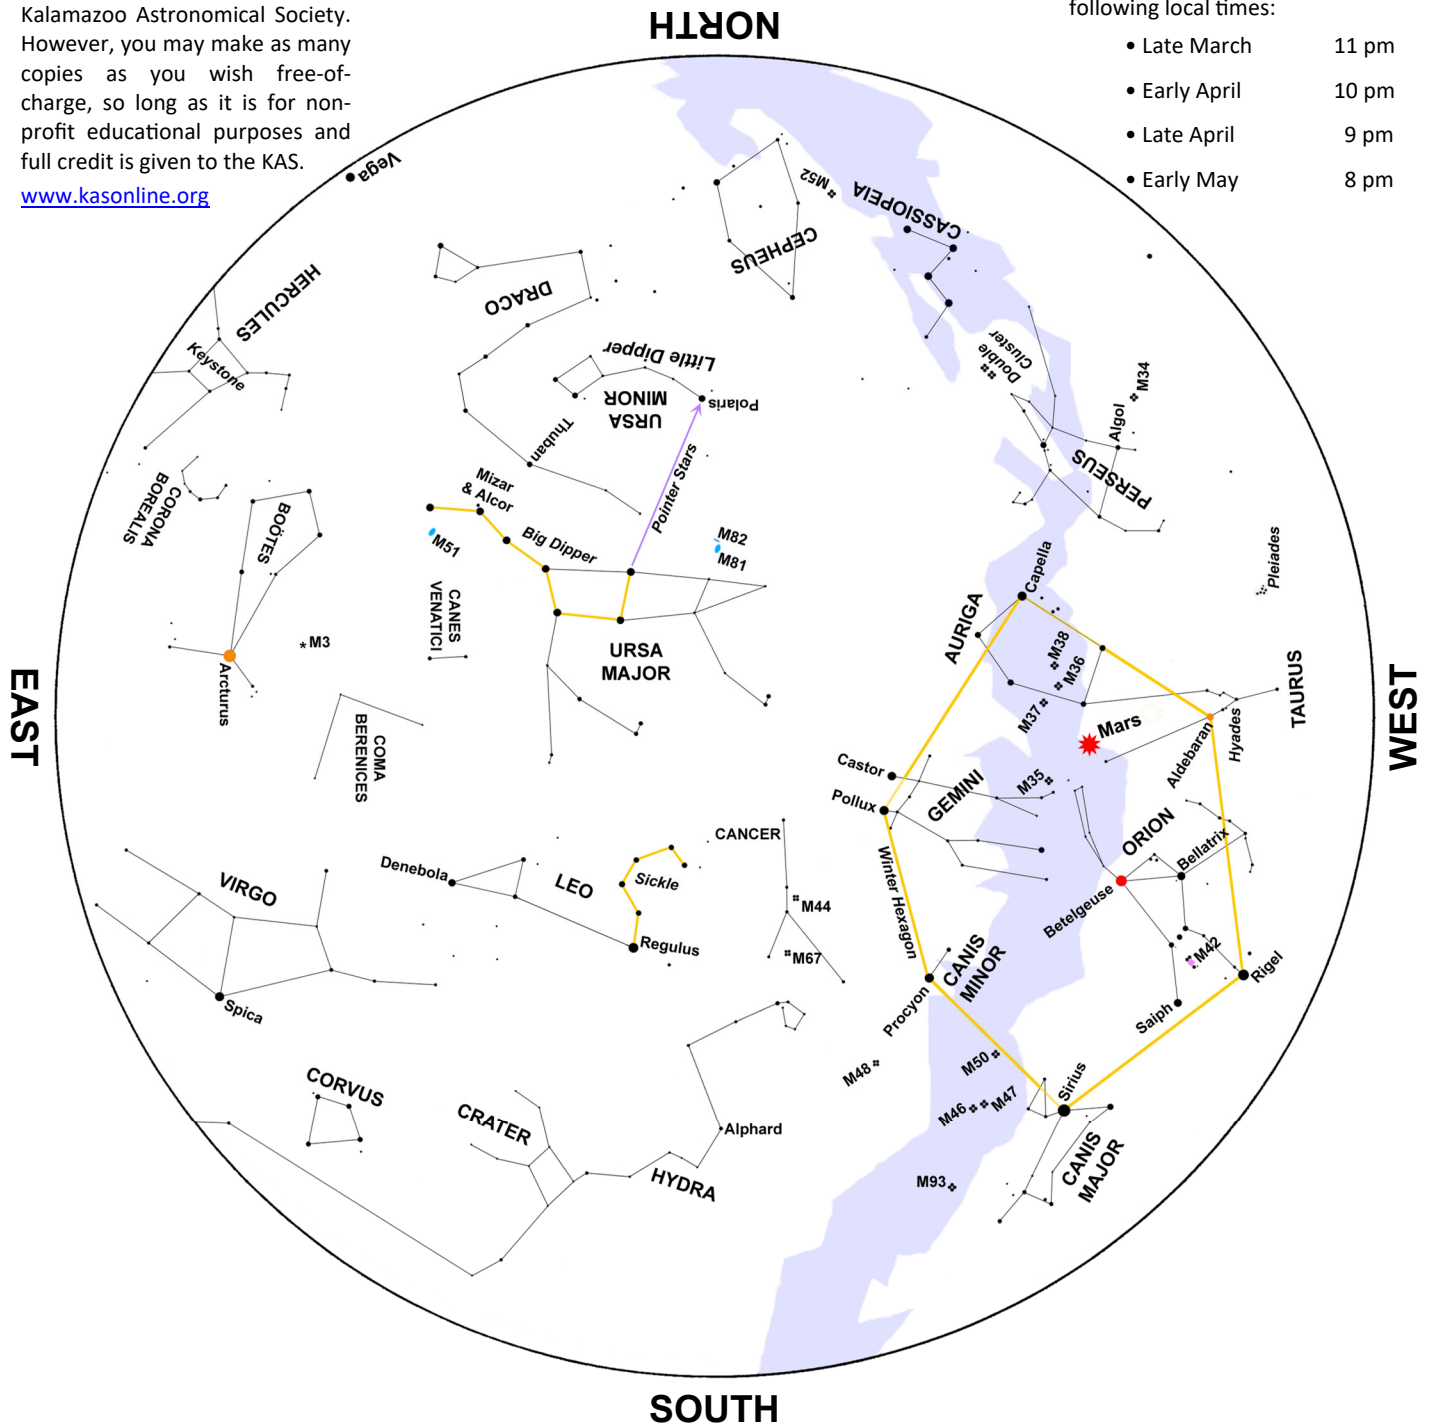 Kalamazoo Astronomical Society.
However, you may make as many
copies as you wish free-of-
charge, so long as it is for non-
profit educational purposes and
full credit is given to the KAS.
www.kasonline.org
following local times:
• Late March 11 pm
• Early April 10 pm
• Late April 9 pm
• Early May 8 pm
NORTH
Vega
M52
CASSIOPEIA
CEPHEUS
HERCULES
Keystone
DRACO
Little Dipper
URSA
MINOR
Polaris
Thuban
Double
Cluster
M34
Algol
PERSEUS
CORONA
BOREALIS
BOÖTES
Mizar
& Alcor
Big Dipper
Pointer Stars
M51
M82
M81
CANES
VENATICI
URSA
MAJOR
Capella
Pleiades
AURIGA
M38
M36
M37
M3
Arcturus
EAST
COMA
BERENICES
Mars
TAURUS
Hyades
Aldebaran
WEST
Castor
Pollux
GEMINI
M35
ORION
Bellatrix
Betelgeuse
CANCER
Winter Hexagon
Denebola
LEO
Sickle
Regulus
VIRGO
Spica
M44
M67
CANIS
MINOR
Procyon
M42
Rigel
Saiph
M48
M50
Sirius
M46
M47
CORVUS
CRATER
Alphard
HYDRA
CANIS
MAJOR
M93
SOUTH